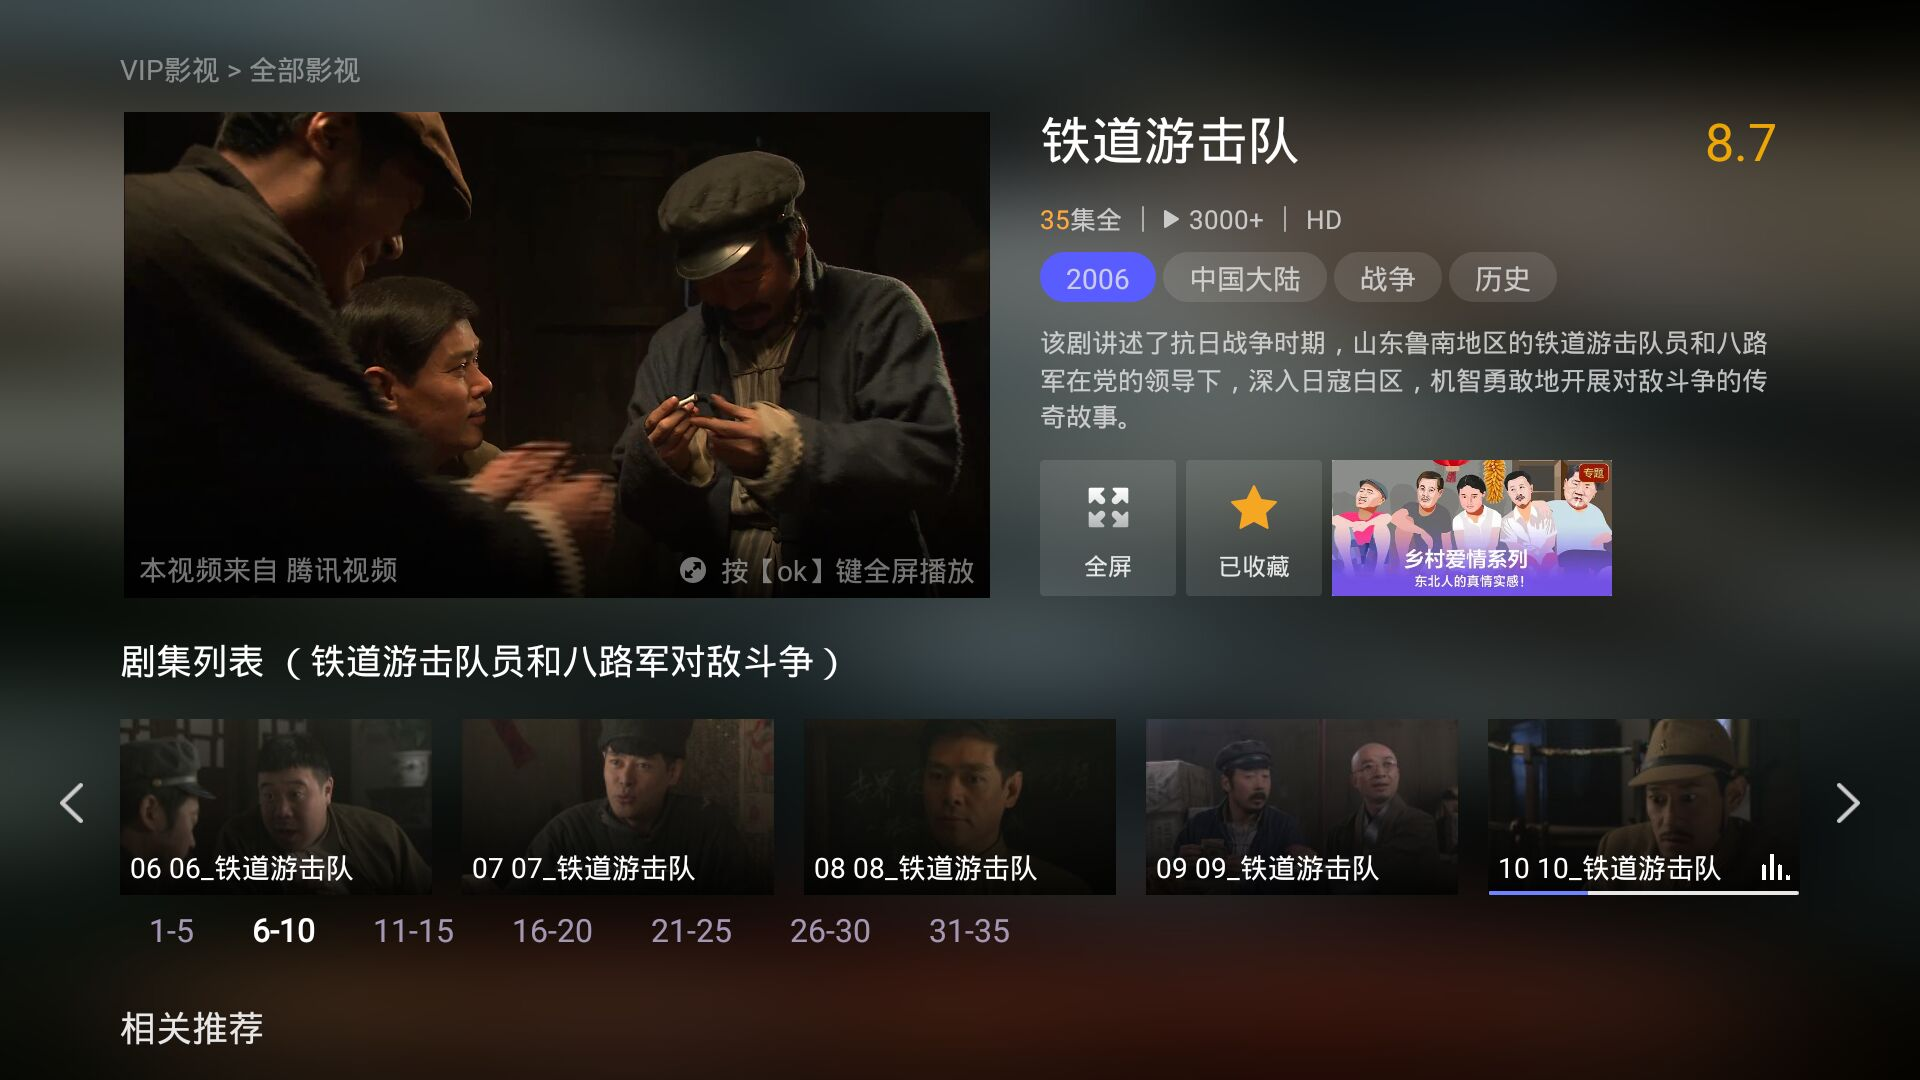 VIP影视 > 全部影视
铁道游击队
8.7
35集全 | 3000+ | HD
2006 中国大陆 战争 历史
该剧讲述了抗日战争时期，山东鲁南地区的铁道游击队员和八路
军在党的领导下，深入日寇白区，机智勇敢地开展对敌斗争的传
奇故事。
本视频来自 腾讯视频
按【ok】键全屏播放
全屏
已收藏
专题
乡村爱情系列
东北人的真情实感！
剧集列表 （铁道游击队员和八路军对敌斗争）
06 06_铁道游击队
07 07_铁道游击队
08 08_铁道游击队
09 09_铁道游击队
10 10_铁道游击队
1-5 6-10 11-15 16-20 21-25 26-30 31-35
相关推荐